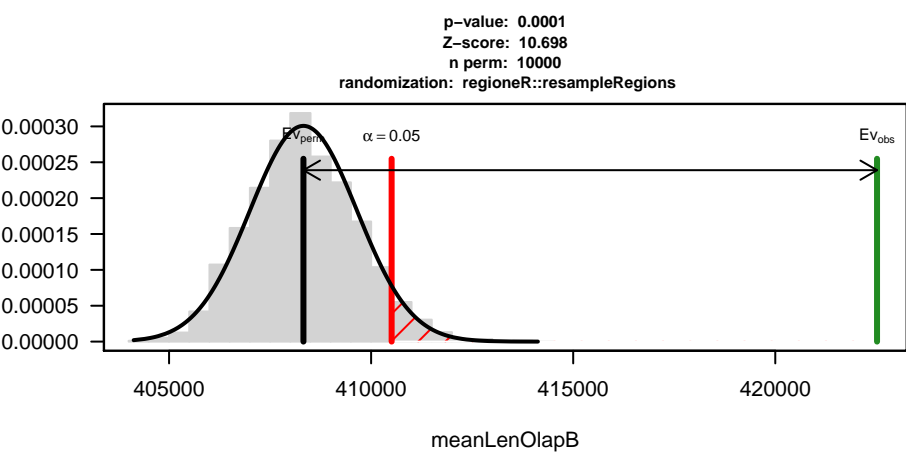 p−value: 0.0001
Z−score: 10.698
n perm: 10000
randomization: regioneR::resampleRegions
0.00030
0.00025
0.00020
0.00015
0.00010
0.00005
0.00000
Evperm
α = 0.05
Evobs
405000 410000 415000 420000
meanLenOlapB